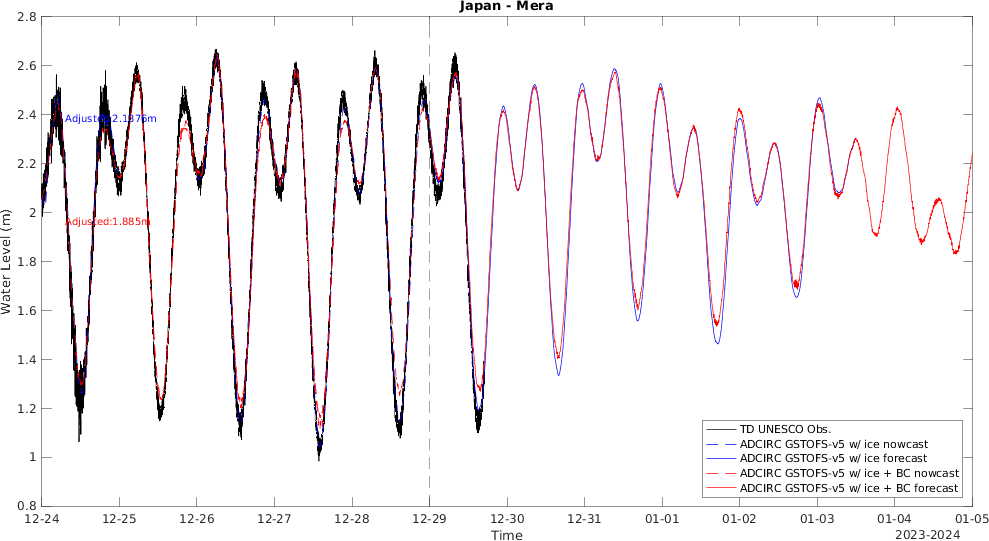 Japan - Mera
2.8
2.6
2.4
2.2
2
1.8
1.6
1.4
1.2
1
0.8
Water Level (m)
Adjusted:2.1376m
Adjusted:1.885m
TD UNESCO Obs.
ADCIRC GSTOFS-v5 w/ ice nowcast
ADCIRC GSTOFS-v5 w/ ice forecast
ADCIRC GSTOFS-v5 w/ ice + BC nowcast
ADCIRC GSTOFS-v5 w/ ice + BC forecast
12-24 12-25 12-26 12-27 12-28 12-29 12-30 12-31 01-01 01-02 01-03 01-04 01-05
Time
2023-2024